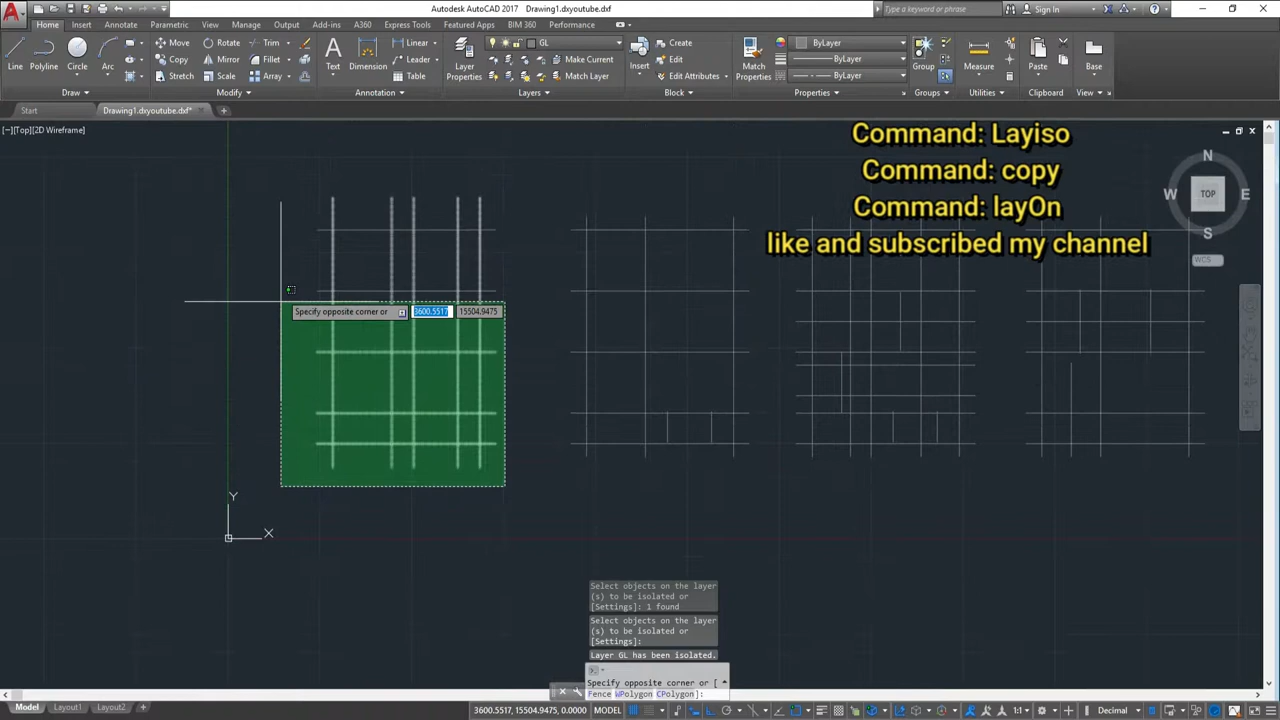 Autodesk AutoCAD 2017   Drawing1.dxyoutube.dxf
Type a keyword or phrase
Sign In
Home Insert Annotate Parametric View Manage Output Add-ins A360 Express Tools Featured Apps BIM 360 Performance
Move Rotate Trim
Copy Mirror Fillet
Stretch Scale Array
Line Polyline Circle Arc
Text Dimension
Linear
Leader
Table
Layer
Properties
GL
Make Current
Match Layer
Insert
Create
Edit
Edit Attributes
Match
Properties
ByLayer
ByLayer
ByLayer
Group
Measure
Paste
Base
Draw Modify Annotation Layers Block Properties Groups Utilities Clipboard View
Start Drawing1.dxyoutube.dxf*
[−][Top][2D Wireframe]
Command: Layiso
Command: copy
Command: layOn
like and subscribed my channel
N
W TOP E
S
WCS
Specify opposite corner or 3600.5517 15504.9475
Y
X
Select objects on the layer
(s) to be isolated or
[Settings]: 1 found
Select objects on the layer
(s) to be isolated or
[Settings]:
Layer GL has been isolated.
Specify opposite corner or [
Fence WPolygon CPolygon]:
Model Layout1 Layout2
3600.5517, 15504.9475, 0.0000 MODEL
1:1
Decimal